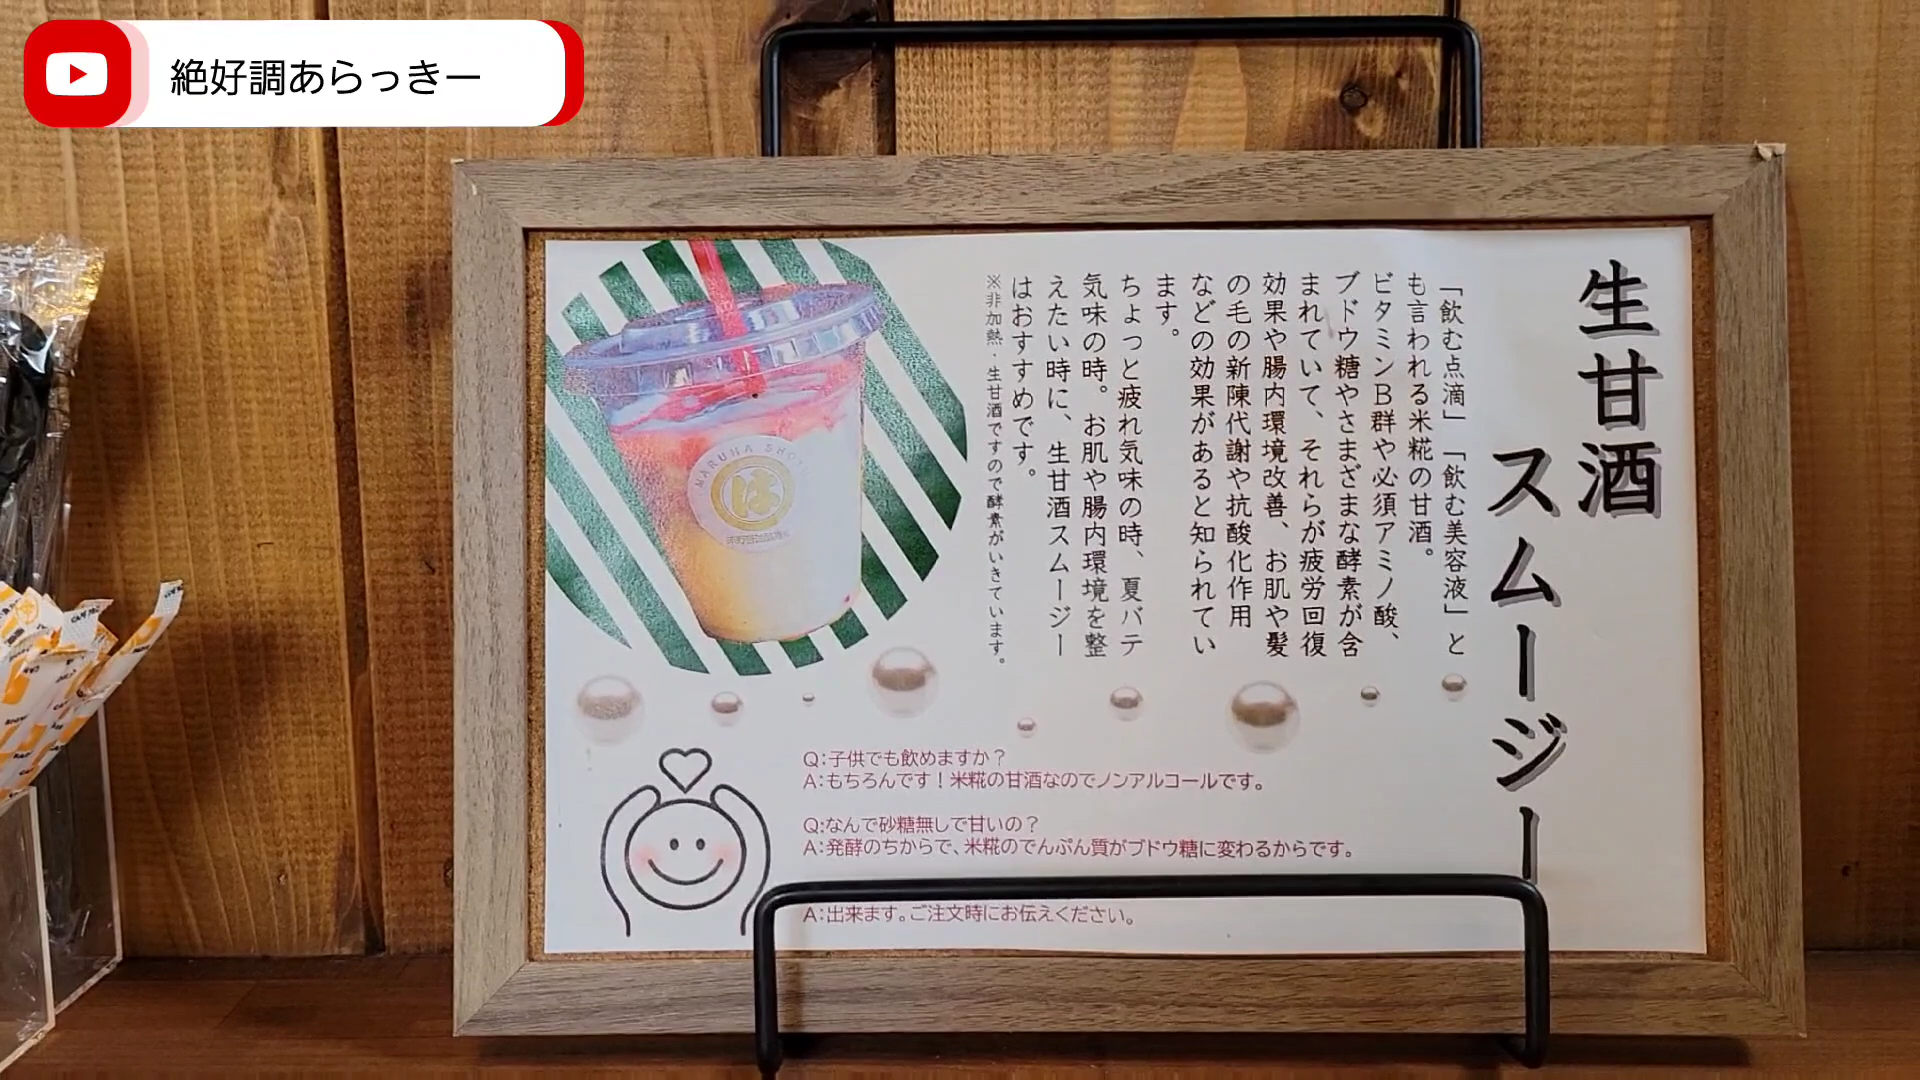 絶好調あらっきー
生甘酒
スムージー
「飲む点滴」「飲む美容液」と
も言われる米糀の甘酒。
ビタミンB群や必須アミノ酸、
ブドウ糖やさまざまな酵素が含
まれていて、それらが疲労回復
効果や腸内環境改善、お肌や髪
の毛の新陳代謝や抗酸化作用
などの効果があると知られてい
ます。
ちょっと疲れ気味の時、夏バテ
気味の時。お肌や腸内環境を整
えたい時に、生甘酒スムージー
はおすすめです。
※非加熱・生甘酒ですので酵素がいきています。
MARUHA
は
Q:子供でも飲めますか？
A:もちろんです！米糀の甘酒なのでノンアルコールです。
Q:なんで砂糖無しで甘いの？
A:発酵のちからで、米糀のでんぷん質がブドウ糖に変わるからです。
A:出来ます。ご注文時にお伝えください。